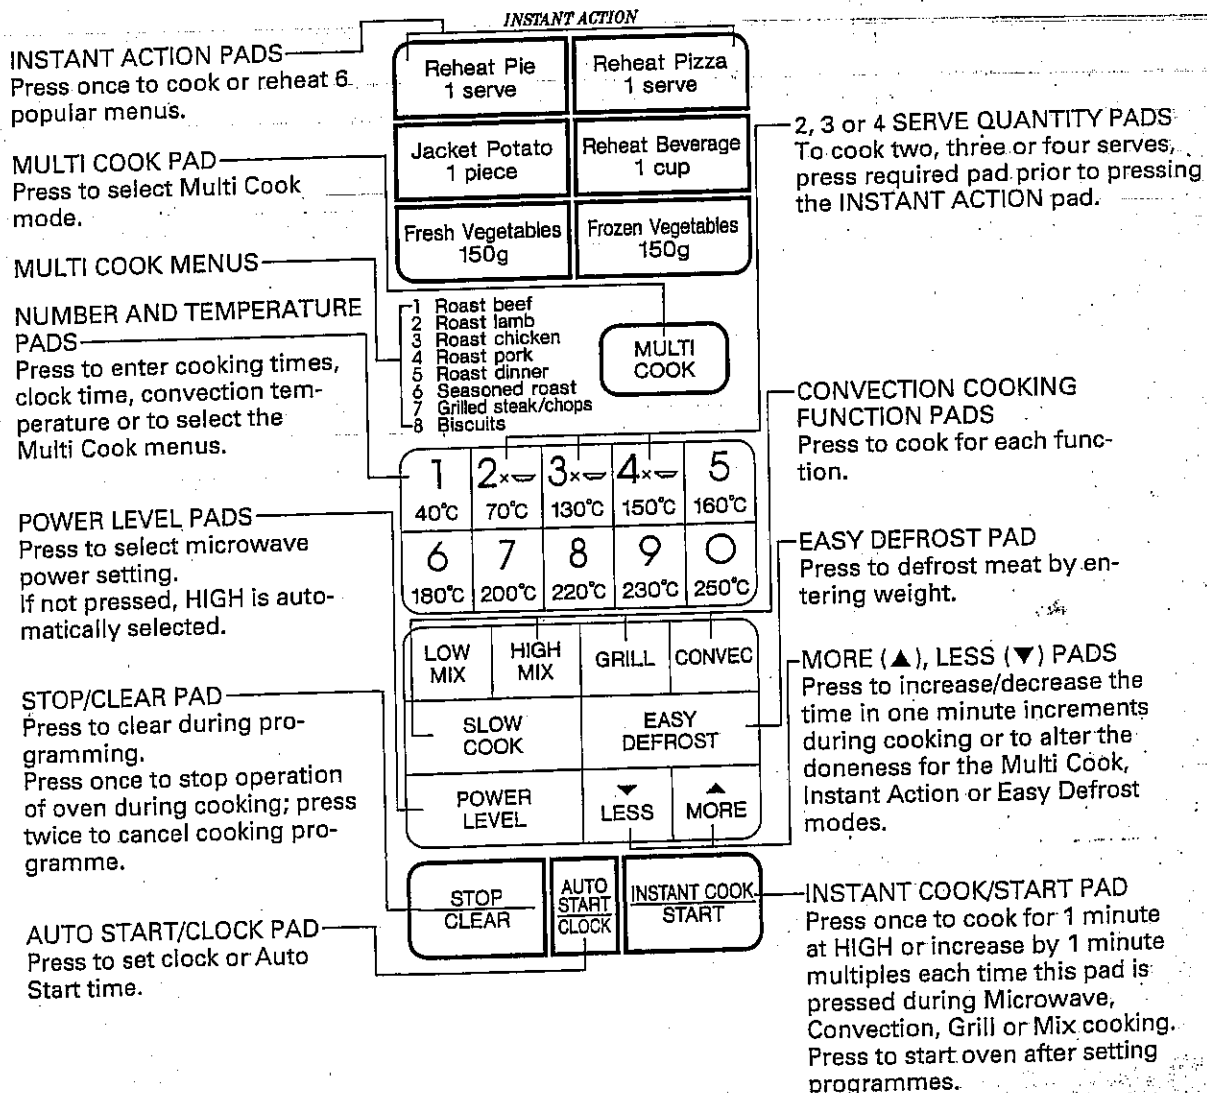 INSTANT ACTION
INSTANT ACTION PADS
Press once to cook or reheat 6
popular menus.
MULTI COOK PAD
Press to select Multi Cook
mode.
MULTI COOK MENUS
NUMBER AND TEMPERATURE
PADS
Press to enter cooking times,
clock time, convection tem-
perature or to select the
Multi Cook menus.
POWER LEVEL PADS
Press to select microwave
power setting.
If not pressed, HIGH is auto-
matically selected.
STOP/CLEAR PAD
Press to clear during pro-
gramming.
Press once to stop operation
of oven during cooking; press
twice to cancel cooking pro-
gramme.
AUTO START/CLOCK PAD
Press to set clock or Auto
Start time.
Reheat Pie
1 serve
Reheat Pizza
1 serve
Jacket Potato
1 piece
Reheat Beverage
1 cup
Fresh Vegetables
150g
Frozen Vegetables
150g
1 Roast beef
2 Roast lamb
3 Roast chicken
4 Roast pork
5 Roast dinner
6 Seasoned roast
7 Grilled steak/chops
8 Biscuits
MULTI
COOK
1 2× 3× 4× 5
40°C 70°C 130°C 150°C 160°C
6 7 8 9 0
180°C 200°C 220°C 230°C 250°C
LOW
MIX
HIGH
MIX
GRILL
CONVEC
SLOW
COOK
EASY
DEFROST
POWER
LEVEL
▼
LESS
▲
MORE
STOP
CLEAR
AUTO
START
CLOCK
INSTANT COOK
START
2, 3 or 4 SERVE QUANTITY PADS
To cook two, three or four serves,
press required pad prior to pressing
the INSTANT ACTION pad.
CONVECTION COOKING
FUNCTION PADS
Press to cook for each func-
tion.
EASY DEFROST PAD
Press to defrost meat by en-
tering weight.
MORE (▲), LESS (▼) PADS
Press to increase/decrease the
time in one minute increments
during cooking or to alter the
doneness for the Multi Cook,
Instant Action or Easy Defrost
modes.
INSTANT COOK/START PAD
Press once to cook for 1 minute
at HIGH or increase by 1 minute
multiples each time this pad is
pressed during Microwave,
Convection, Grill or Mix cooking.
Press to start oven after setting
programmes.